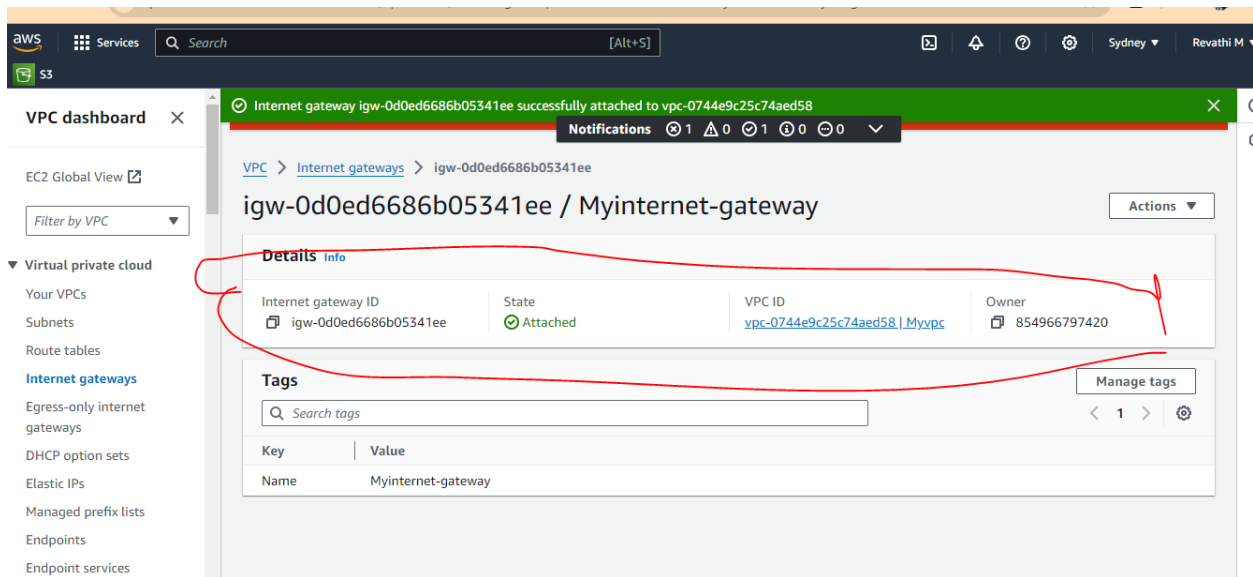 aws Services Search [Alt+S] Sydney Revathi M
S3
VPC dashboard
EC2 Global View
Filter by VPC
Virtual private cloud
Your VPCs
Subnets
Route tables
Internet gateways
Egress-only internet
gateways
DHCP option sets
Elastic IPs
Managed prefix lists
Endpoints
Endpoint services
Internet gateway igw-0d0ed6686b05341ee successfully attached to vpc-0744e9c25c74aed58
Notifications 1 0 1 0 0
VPC > Internet gateways > igw-0d0ed6686b05341ee
igw-0d0ed6686b05341ee / Myinternet-gateway Actions
Details Info
Internet gateway ID State VPC ID Owner
igw-0d0ed6686b05341ee Attached vpc-0744e9c25c74aed58 | Myvpc 854966797420
Tags Manage tags
Search tags 1
Key Value
Name Myinternet-gateway